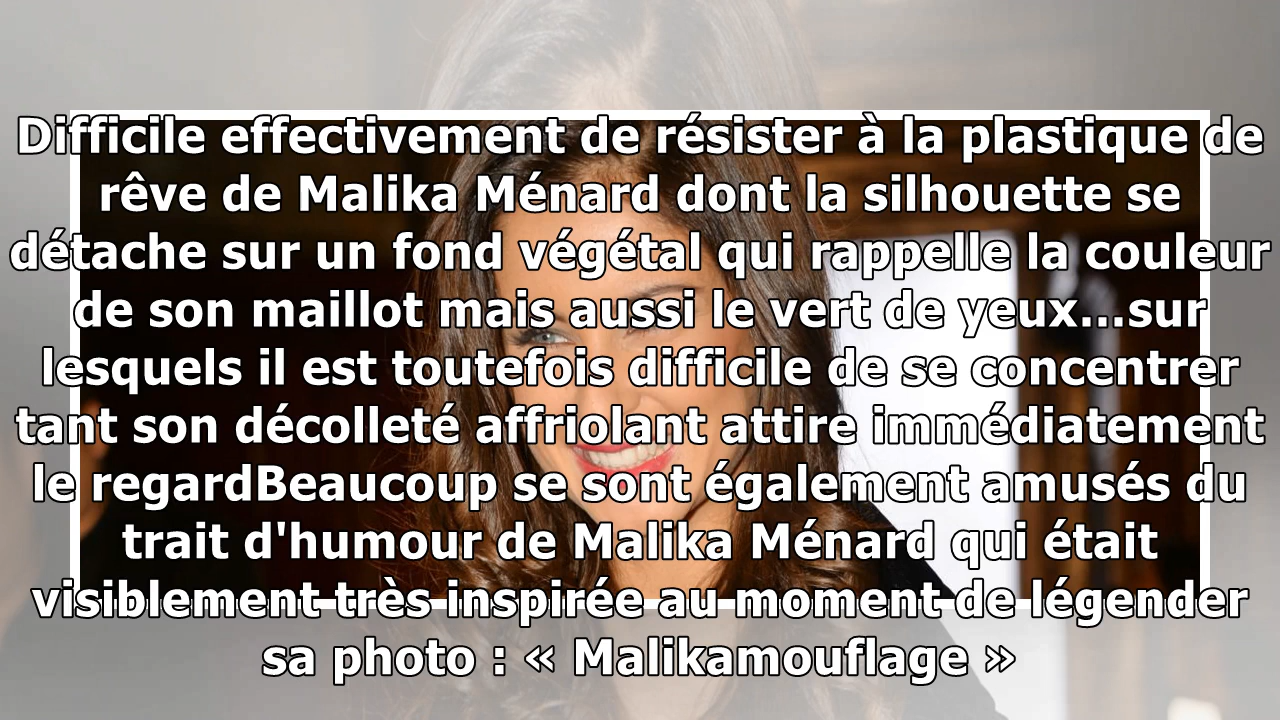 Difficile effectivement de résister à la plastique de
rêve de Malika Ménard dont la silhouette se
détache sur un fond végétal qui rappelle la couleur
de son maillot mais aussi le vert de yeux...sur
lesquels il est toutefois difficile de se concentrer
tant son décolleté affriolant attire immédiatement
le regardBeaucoup se sont également amusés du
trait d'humour de Malika Ménard qui était
visiblement très inspirée au moment de légender
sa photo : « Malikamouflage »